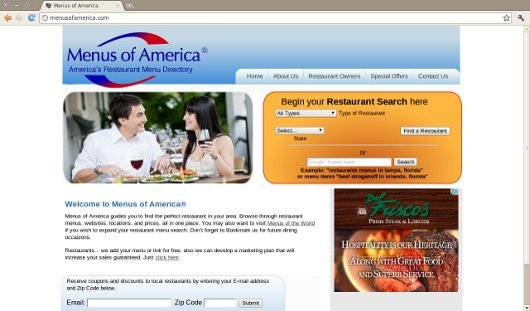 Menus of America
menusofamerica.com
Menus of America®
America's Restaurant Menu Directory
Home
About Us
Restaurant Owners
Special Offers
Contact Us
Begin your Restaurant Search here
All Types
Type of Restaurant
Select...
Find a Restaurant
State
or
Search
Example: "restaurants menus in tampa, florida"
or menu items "beef stroganoff in orlando, florida"
Welcome to Menus of America®
Menus of America guides you to find the perfect restaurant in your area. Browse through restaurant
menus, websites, locations, and prices, all in one place. You may also want to visit Menus of the World
if you wish to expand your restaurant menu search. Don't forget to Bookmark us for future dining
occasions.
Restaurants... we add your menu or link for free, also we can develop a marketing plan that will
increase your sales guaranteed. Just click here.
Receive coupons and discounts to local restaurants by entering your E-mail address
and Zip Code below.
Email:
Zip Code
Submit
Del
Frisco's
Prime Steak & Lobster
Hospitality is our Heritage,
Along with Great Food
and Superb Service.